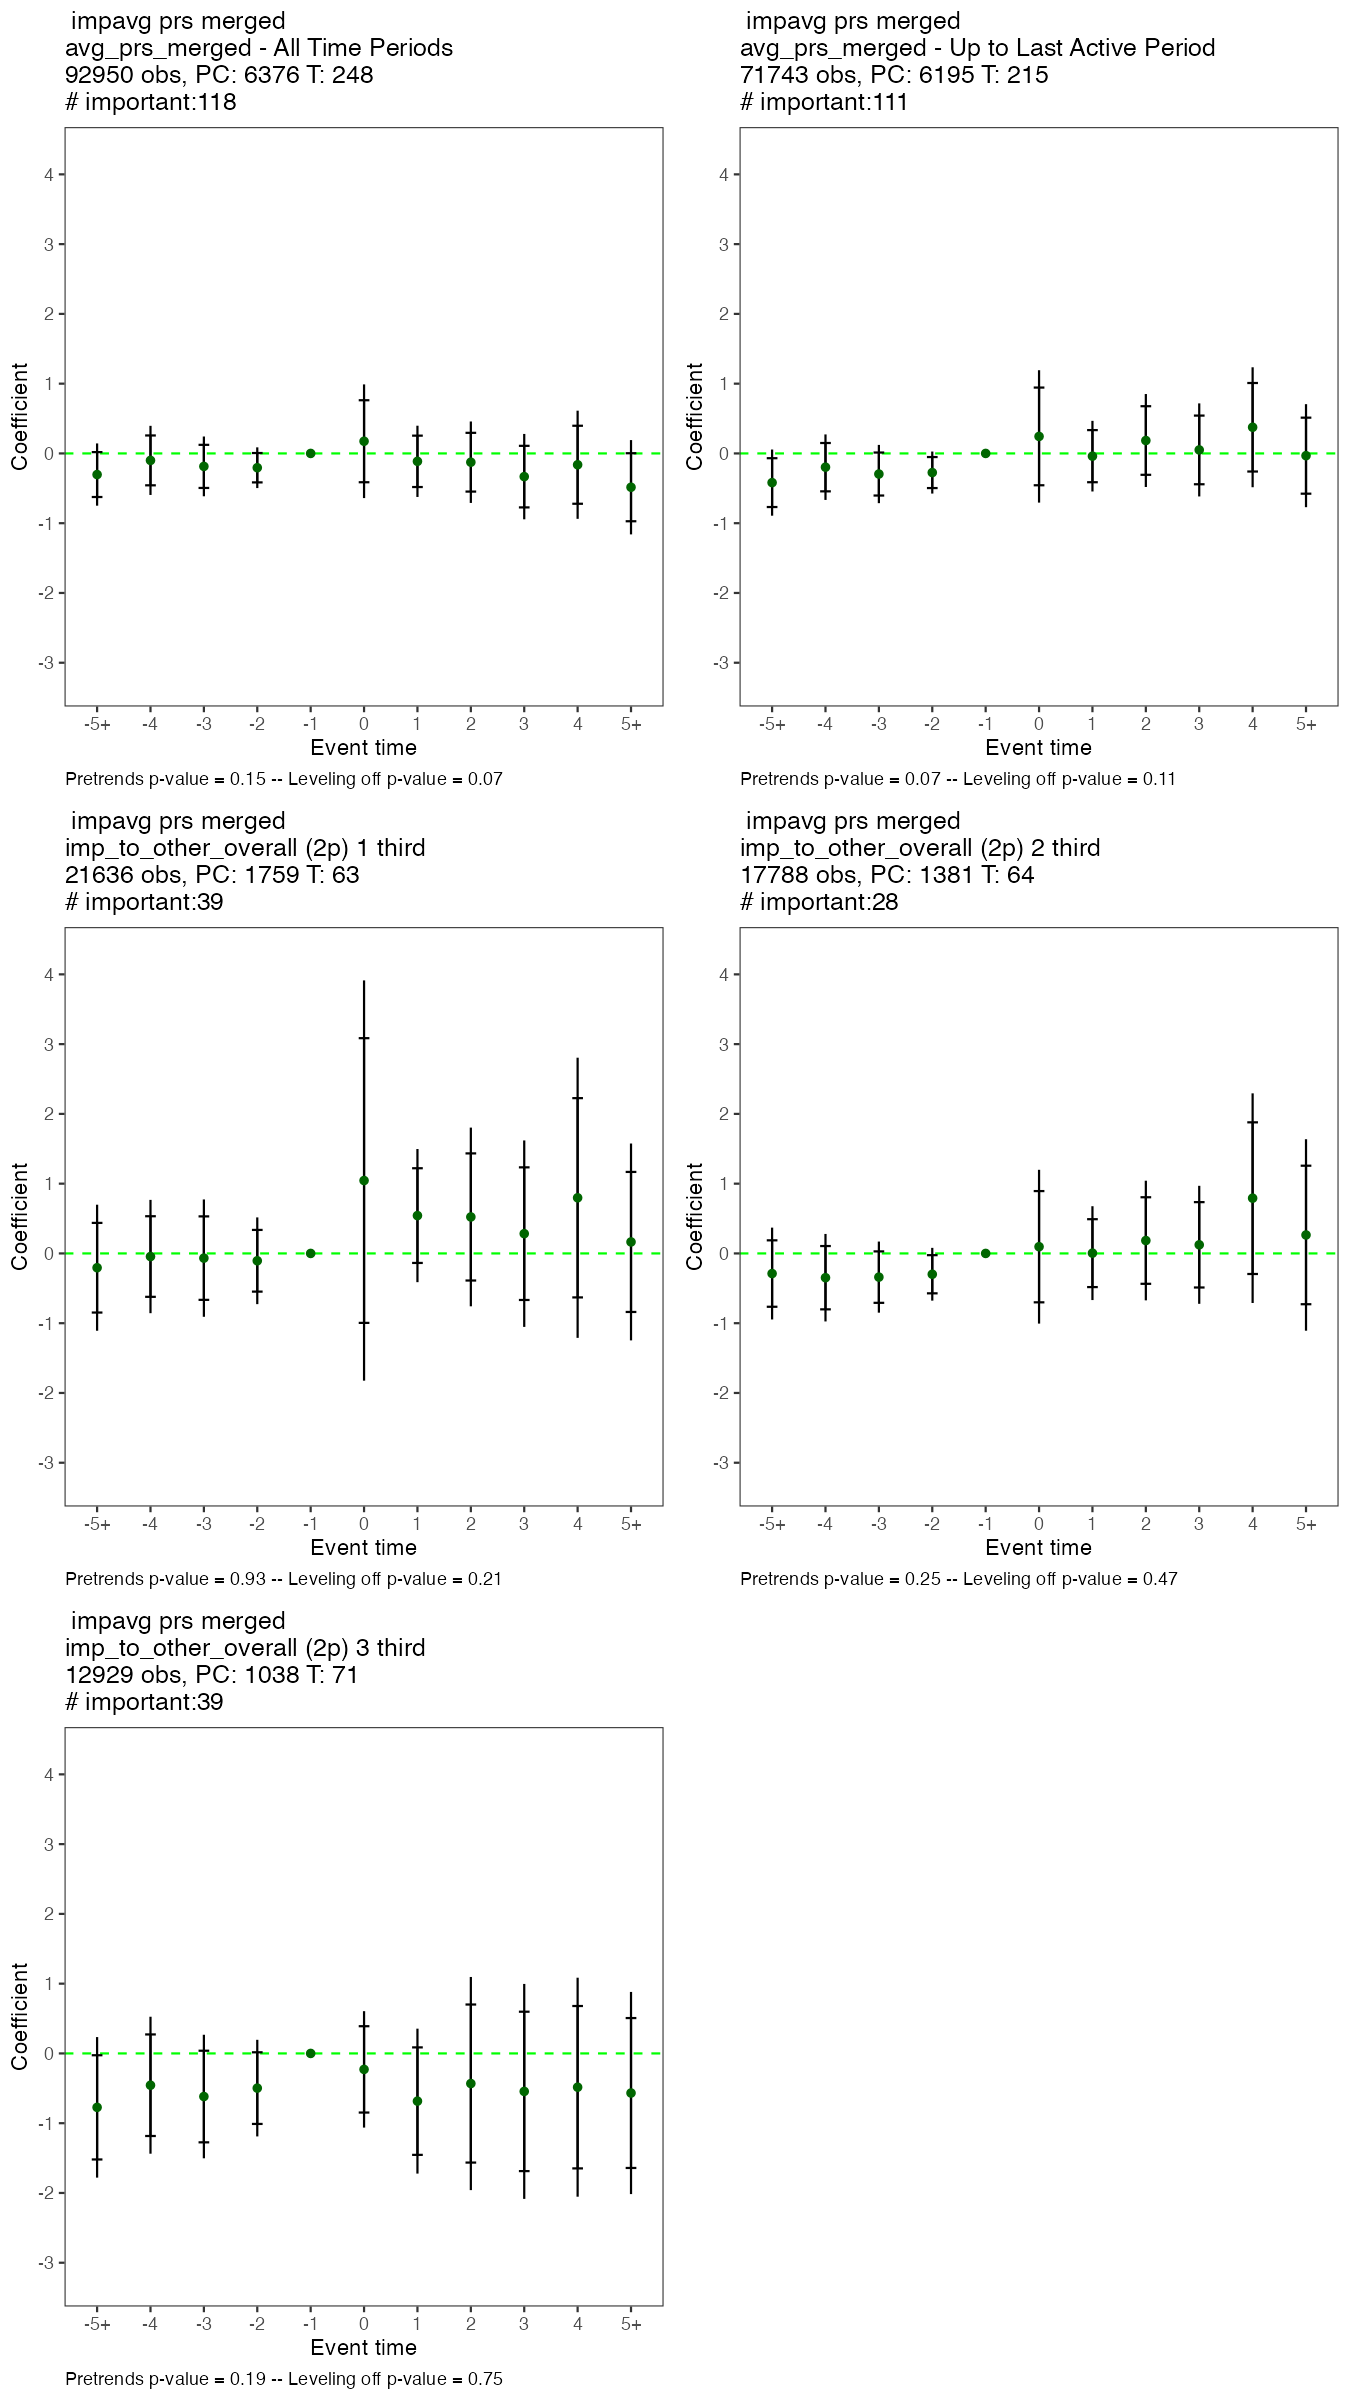 impavg prs merged
avg_prs_merged - All Time Periods
92950 obs, PC: 6376 T: 248
# important:118
Coefficient
4
3
2
1
0
-1
-2
-3
-5+ -4 -3 -2 -1 0 1 2 3 4 5+
Event time
Pretrends p-value = 0.15 -- Leveling off p-value = 0.07
impavg prs merged
avg_prs_merged - Up to Last Active Period
71743 obs, PC: 6195 T: 215
# important:111
Coefficient
4
3
2
1
0
-1
-2
-3
-5+ -4 -3 -2 -1 0 1 2 3 4 5+
Event time
Pretrends p-value = 0.07 -- Leveling off p-value = 0.11
impavg prs merged
imp_to_other_overall (2p) 1 third
21636 obs, PC: 1759 T: 63
# important:39
Coefficient
4
3
2
1
0
-1
-2
-3
-5+ -4 -3 -2 -1 0 1 2 3 4 5+
Event time
Pretrends p-value = 0.93 -- Leveling off p-value = 0.21
impavg prs merged
imp_to_other_overall (2p) 2 third
17788 obs, PC: 1381 T: 64
# important:28
Coefficient
4
3
2
1
0
-1
-2
-3
-5+ -4 -3 -2 -1 0 1 2 3 4 5+
Event time
Pretrends p-value = 0.25 -- Leveling off p-value = 0.47
impavg prs merged
imp_to_other_overall (2p) 3 third
12929 obs, PC: 1038 T: 71
# important:39
Coefficient
4
3
2
1
0
-1
-2
-3
-5+ -4 -3 -2 -1 0 1 2 3 4 5+
Event time
Pretrends p-value = 0.19 -- Leveling off p-value = 0.75